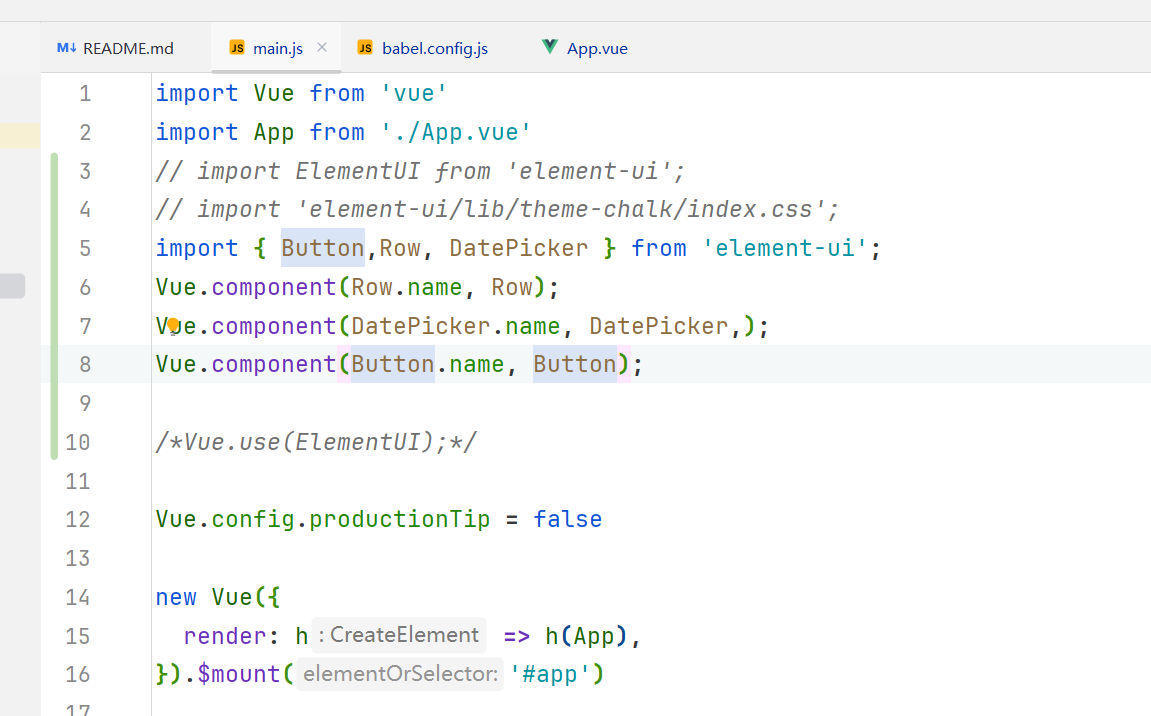 README.md main.js babel.config.js App.vue
1 import Vue from 'vue'
2 import App from './App.vue'
3 // import ElementUI from 'element-ui';
4 // import 'element-ui/lib/theme-chalk/index.css';
5 import { Button,Row, DatePicker } from 'element-ui';
6 Vue.component(Row.name, Row);
7 Vue.component(DatePicker.name, DatePicker,);
8 Vue.component(Button.name, Button);
9
10 /*Vue.use(ElementUI);*/
11
12 Vue.config.productionTip = false
13
14 new Vue({
15 render: h : CreateElement => h(App),
16 }).$mount( elementOrSelector: '#app')
17